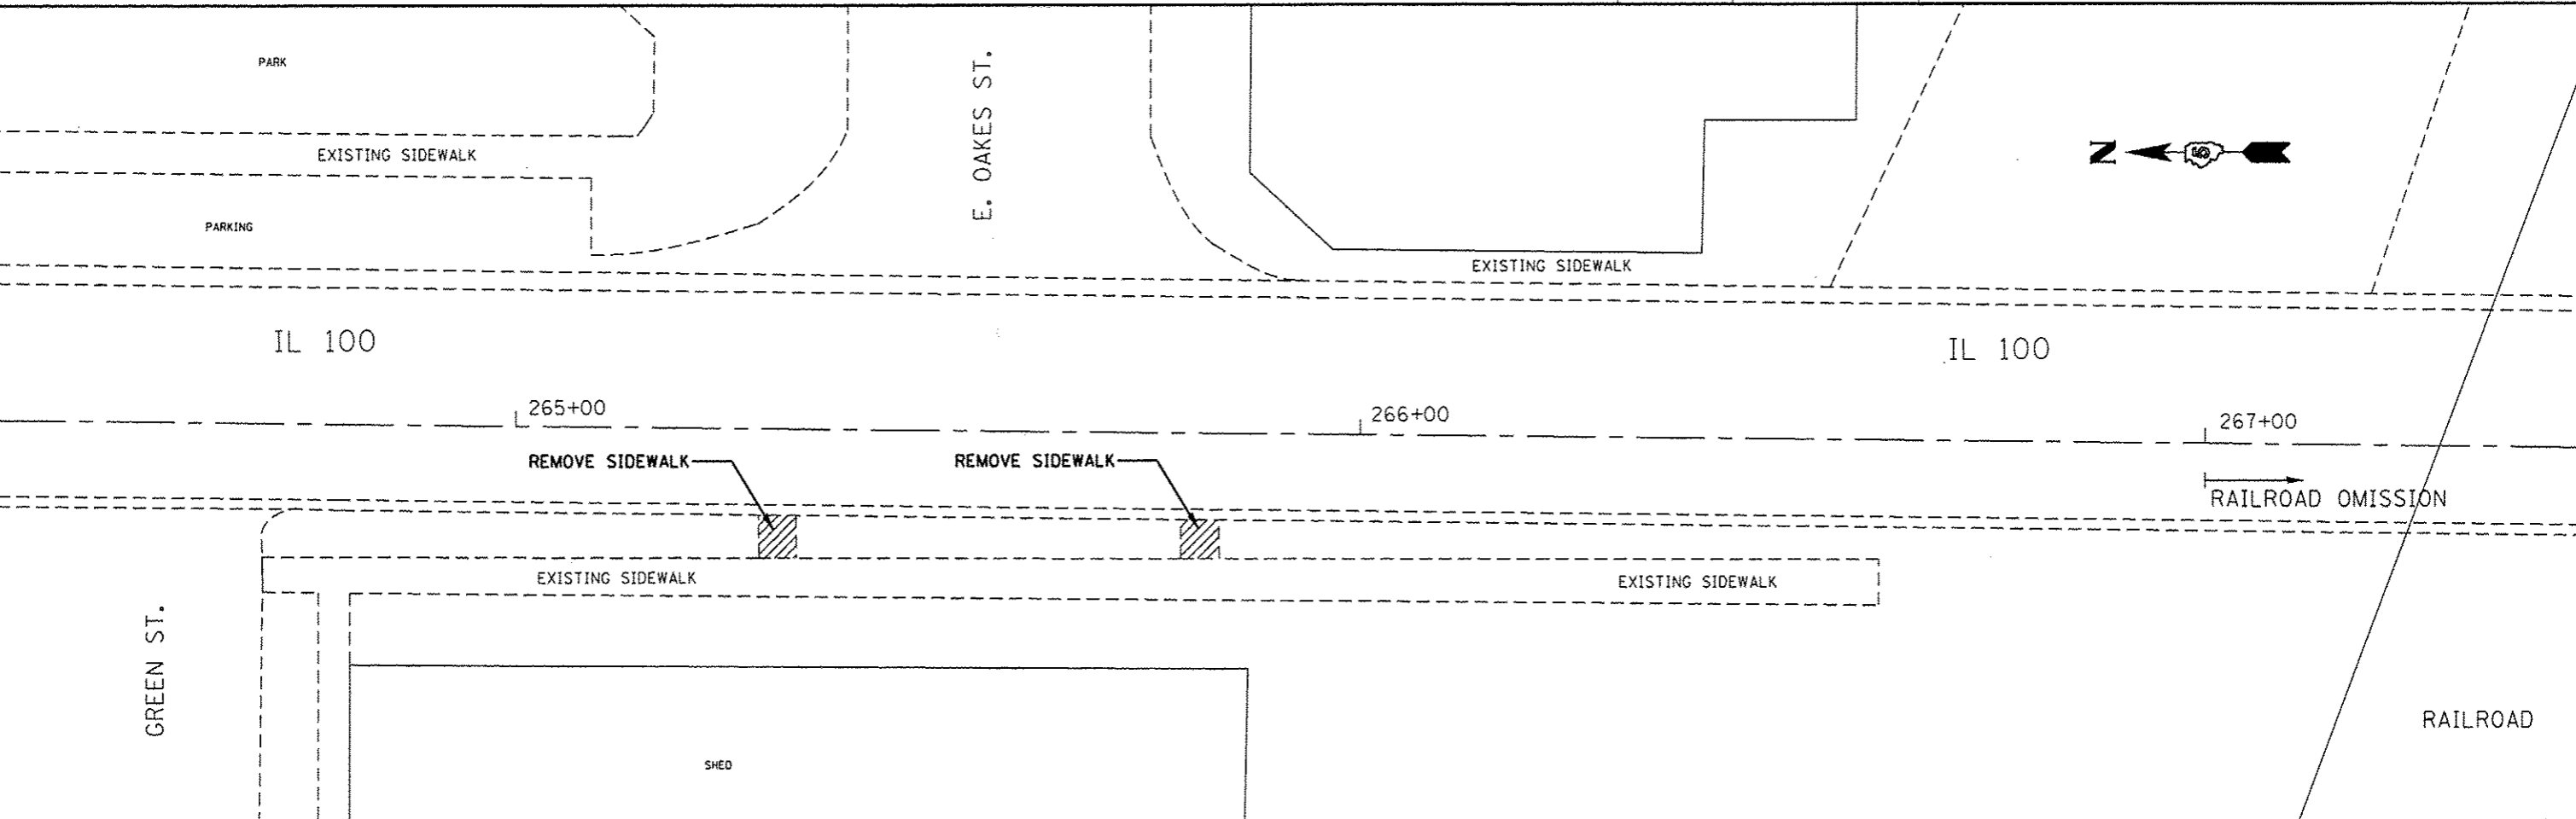 PARK
E. OAKES ST.
EXISTING SIDEWALK
N
PARKING
EXISTING SIDEWALK
IL 100
IL 100
265+00
266+00
267+00
REMOVE SIDEWALK
REMOVE SIDEWALK
RAILROAD OMISSION
EXISTING SIDEWALK
EXISTING SIDEWALK
GREEN ST.
RAILROAD
SHED